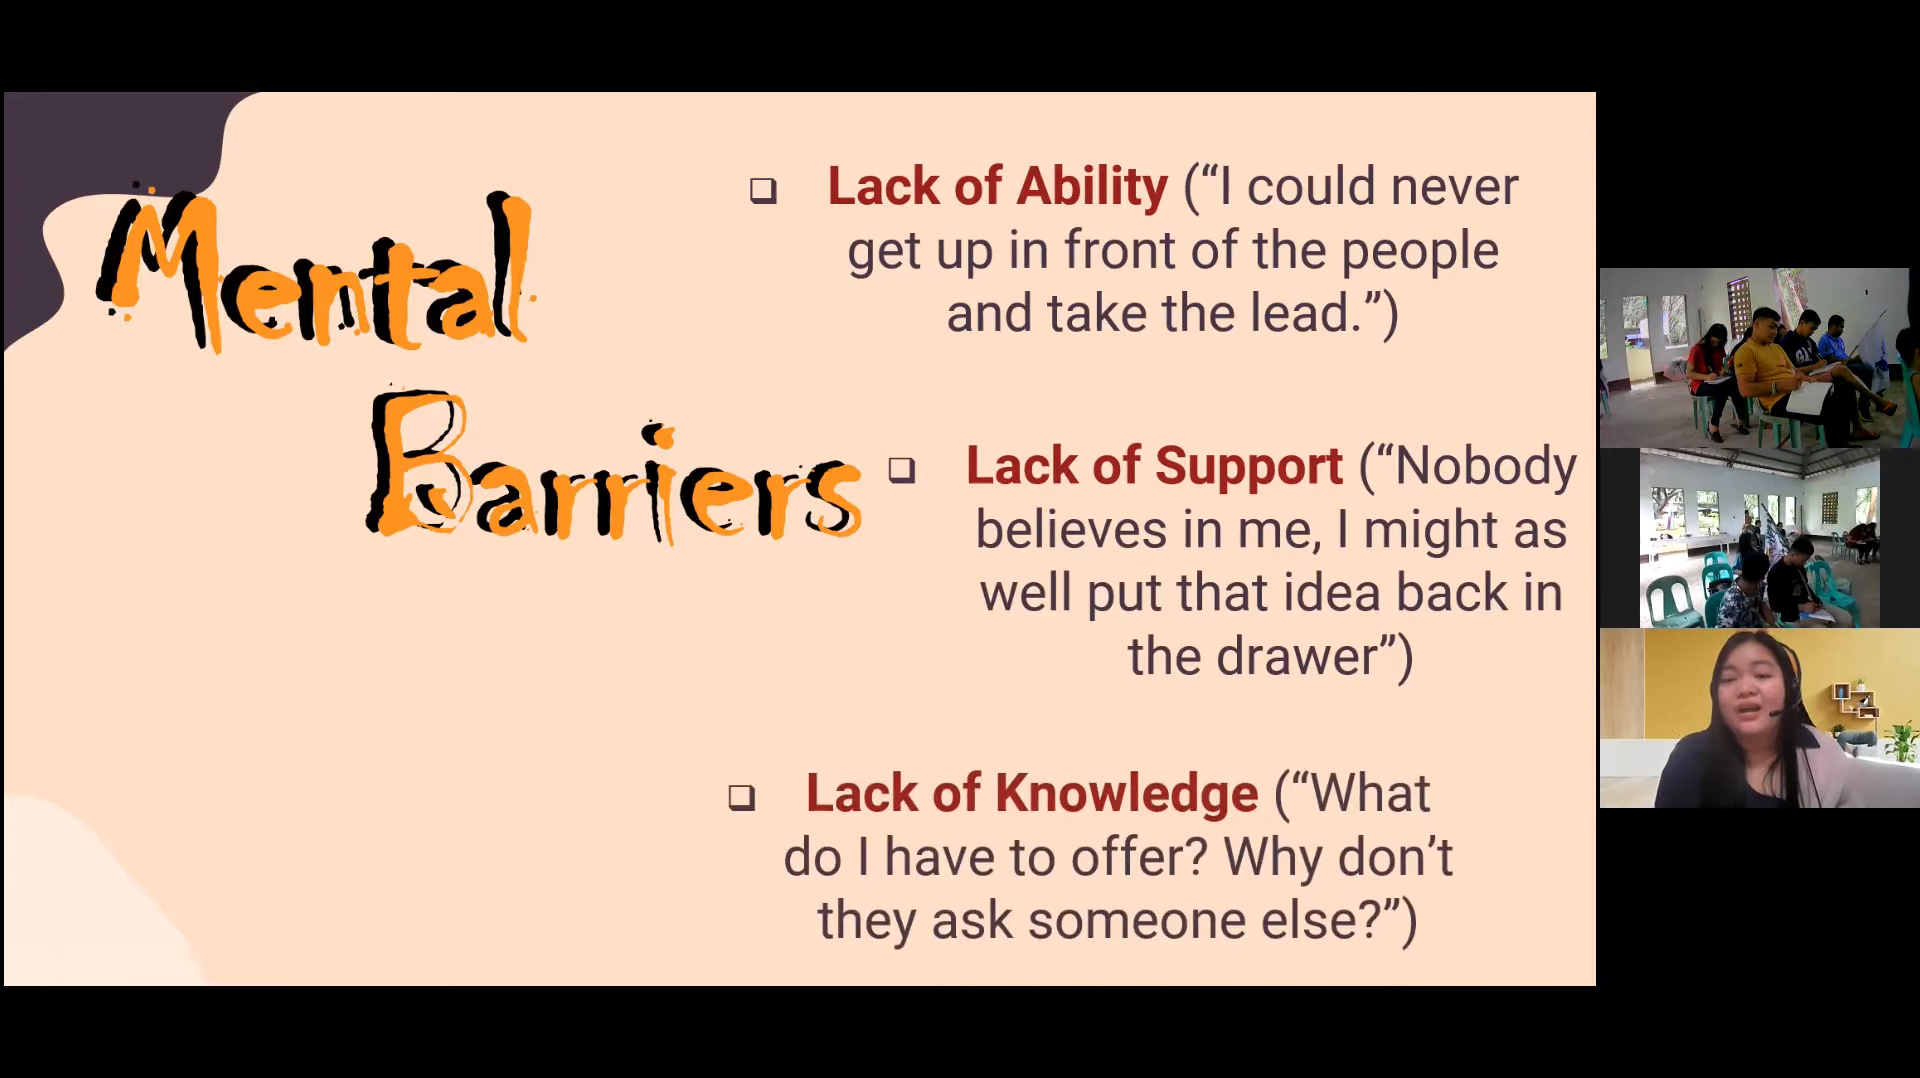 Mental
Barriers
❑ Lack of Ability (“I could never
get up in front of the people
and take the lead.”)
❑ Lack of Support (“Nobody
believes in me, I might as
well put that idea back in
the drawer”)
❑ Lack of Knowledge (“What
do I have to offer? Why don’t
they ask someone else?”)